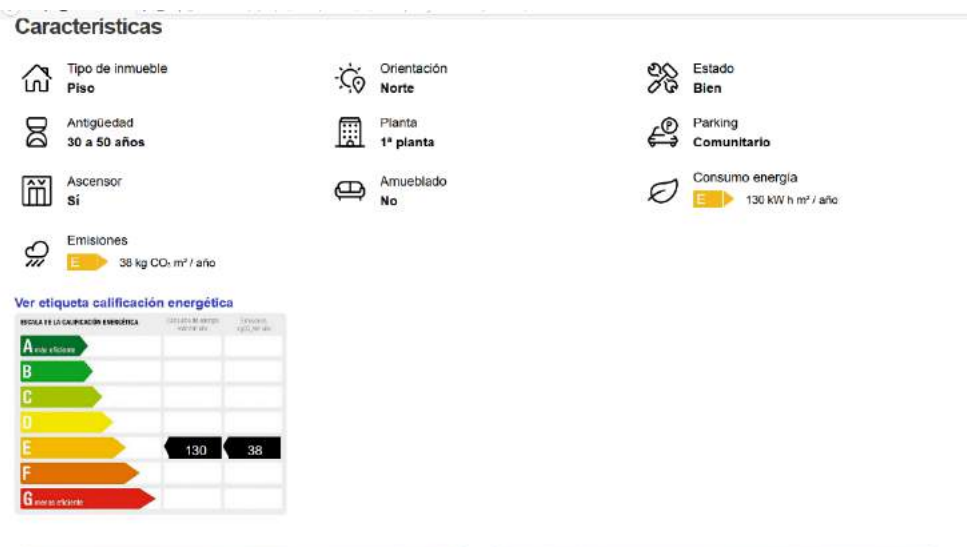 Características
Tipo de inmueble
Piso
Orientación
Norte
Estado
Bien
Antigüedad
30 a 50 años
Planta
1ª planta
Parking
Comunitario
Ascensor
Sí
Amueblado
No
Consumo energía
E 130 kW h m² / año
Emisiones
E 38 kg CO₂ m² / año
Ver etiqueta calificación energética
ESCALA DE LA CALIFICACIÓN ENERGÉTICA
A más eficiente
B
C
D
E 130 38
F
G menos eficiente